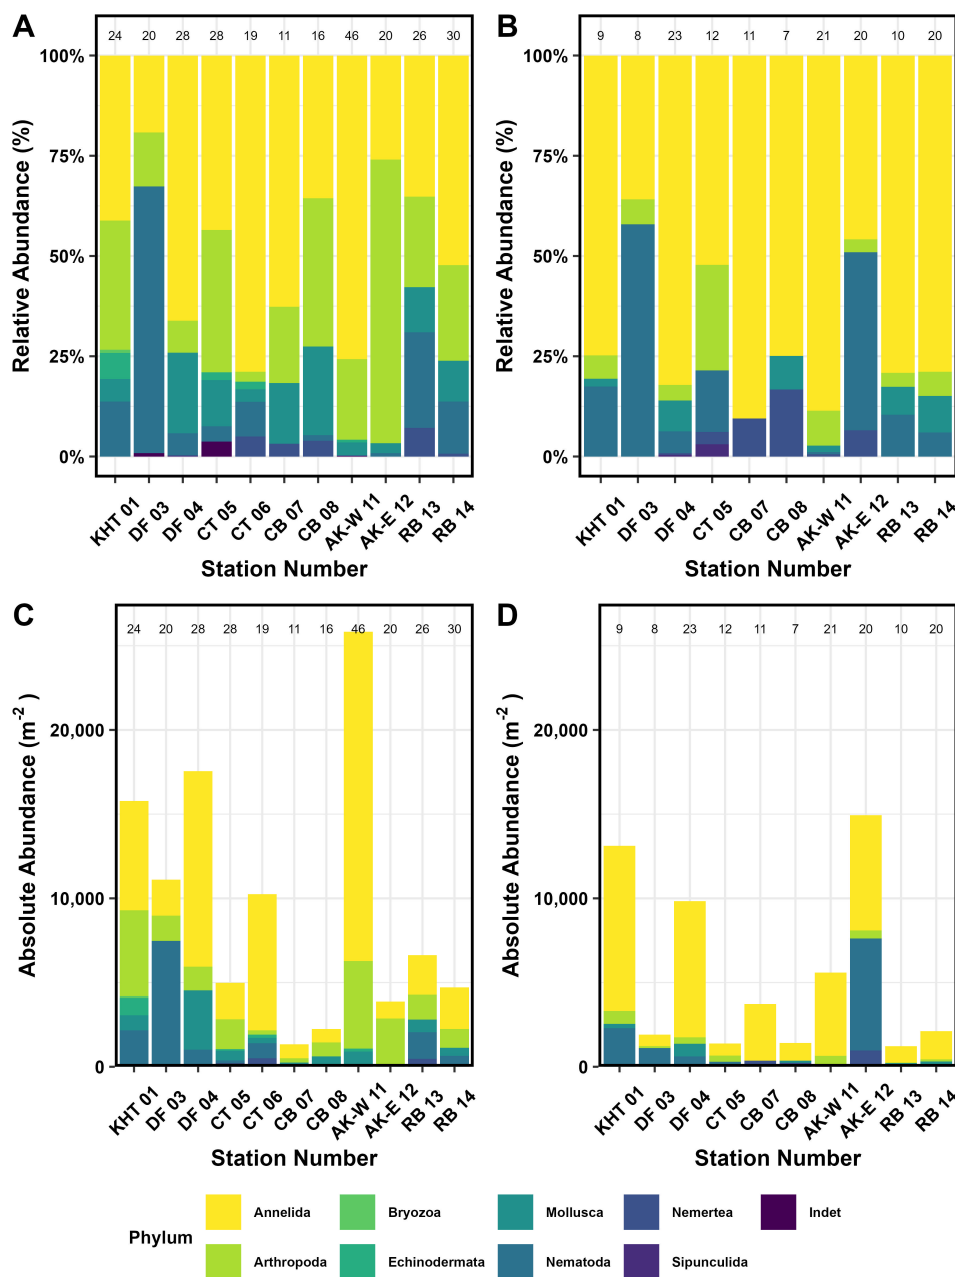 A
24 20 28 28 19 11 16 46 20 26 30
100%
75%
50%
25%
0%
Relative Abundance (%)
KHT 01 DF 03 DF 04 CT 05 CT 06 CB 07 CB 08 AK-W 11 AK-E 12 RB 13 RB 14
Station Number
B
9 8 23 12 11 7 21 20 10 20
100%
75%
50%
25%
0%
Relative Abundance (%)
KHT 01 DF 03 DF 04 CT 05 CB 07 CB 08 AK-W 11 AK-E 12 RB 13 RB 14
Station Number
C
24 20 28 28 19 11 16 46 20 26 30
20,000
10,000
0
Absolute Abundance (m⁻² )
KHT 01 DF 03 DF 04 CT 05 CT 06 CB 07 CB 08 AK-W 11 AK-E 12 RB 13 RB 14
Station Number
D
9 8 23 12 11 7 21 20 10 20
20,000
10,000
0
Absolute Abundance (m⁻² )
KHT 01 DF 03 DF 04 CT 05 CB 07 CB 08 AK-W 11 AK-E 12 RB 13 RB 14
Station Number
Phylum
Annelida Bryozoa Mollusca Nemertea Indet
Arthropoda Echinodermata Nematoda Sipunculida